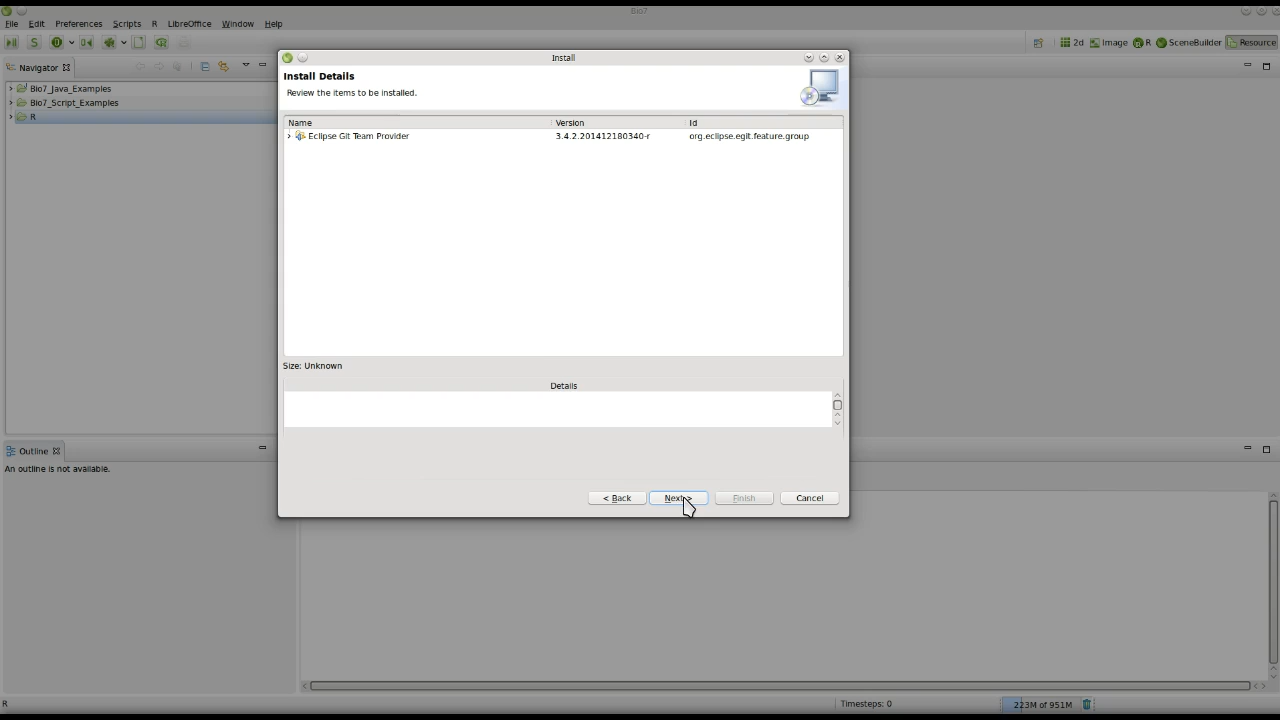 Bio7
File Edit Preferences Scripts R LibreOffice Window Help
S 2d Image R SceneBuilder Resource
Navigator
Bio7_Java_Examples
Bio7_Script_Examples
R
Install
Install Details
Review the items to be installed.
Name Version Id
Eclipse Git Team Provider 3.4.2.201412180340-r org.eclipse.egit.feature.group
Size: Unknown
Details
< Back Next > Finish Cancel
Outline
An outline is not available.
R Timesteps: 0 223M of 951M